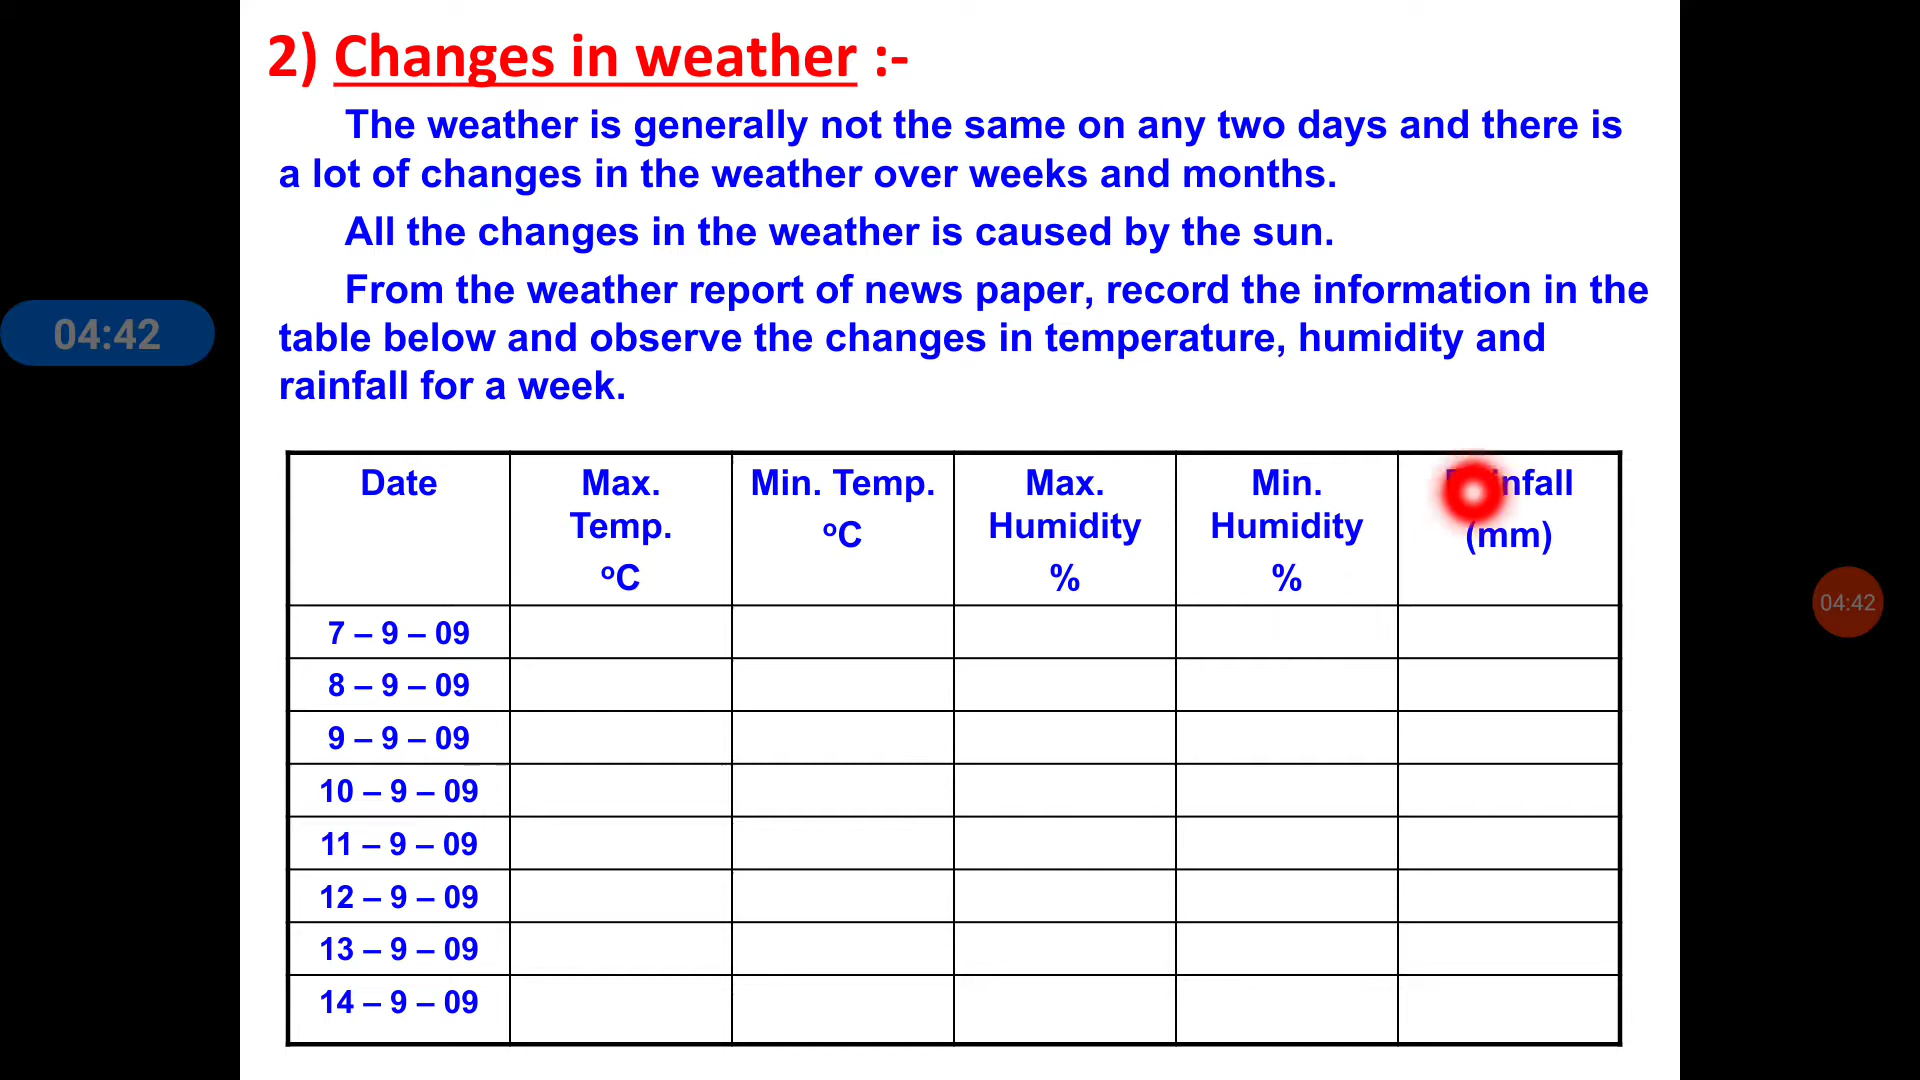 2) Changes in weather :-
The weather is generally not the same on any two days and there is
a lot of changes in the weather over weeks and months.
All the changes in the weather is caused by the sun.
From the weather report of news paper, record the information in the
table below and observe the changes in temperature, humidity and
rainfall for a week.
04:42
Date
Max.
Temp.
ºC
Min. Temp.
ºC
Max.
Humidity
%
Min.
Humidity
%
(mm)
04:42
7 – 9 – 09
8 – 9 – 09
9 – 9 – 09
10 – 9 – 09
11 – 9 – 09
12 – 9 – 09
13 – 9 – 09
14 – 9 – 09